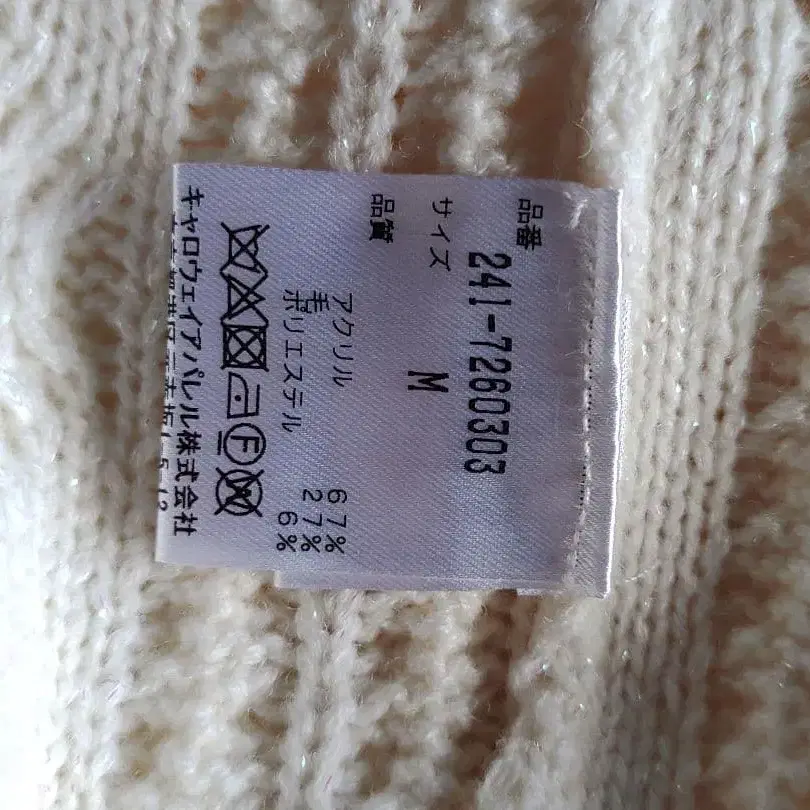 品番
241-7260303
サイズ
M
品質
アクリル 67%
毛 27%
ポリエステル 6%
F W
キャロウェイアパレル株式会社